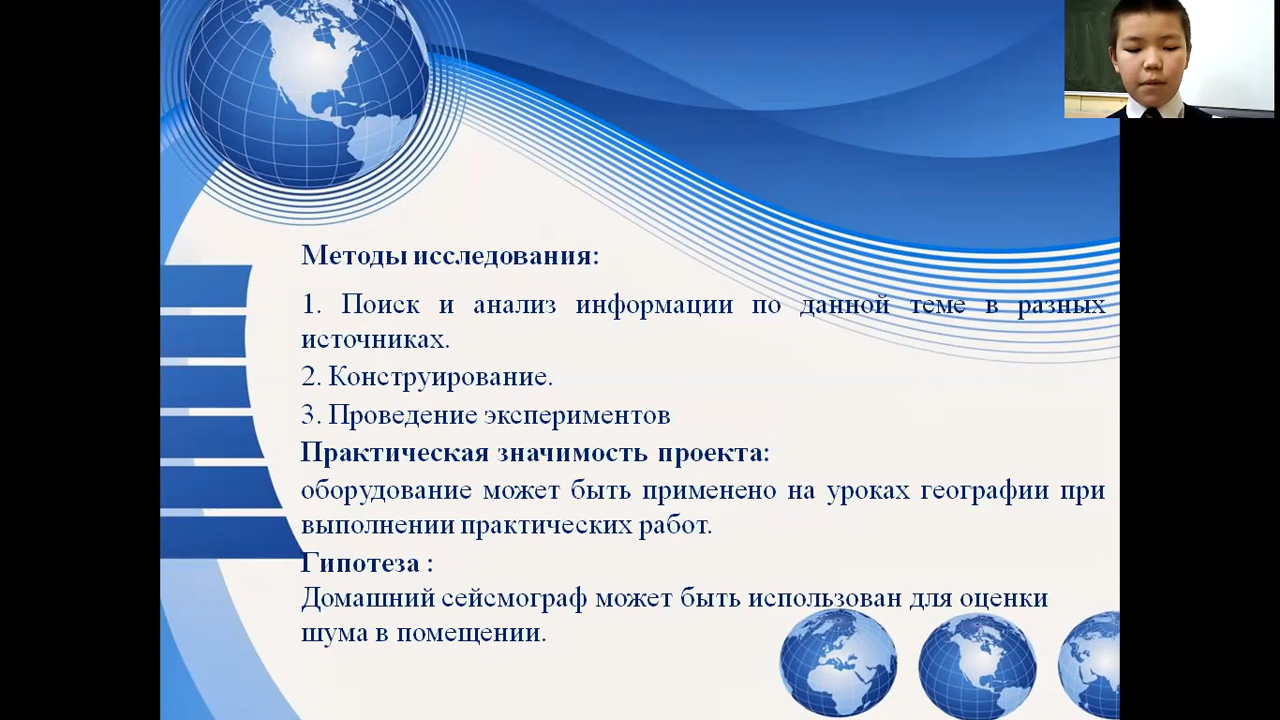 Методы исследования:
1. Поиск и анализ информации по данной теме в разных
источниках.
2. Конструирование.
3. Проведение экспериментов
Практическая значимость проекта:
оборудование может быть применено на уроках географии при
выполнении практических работ.
Гипотеза :
Домашний сейсмограф может быть использован для оценки
шума в помещении.